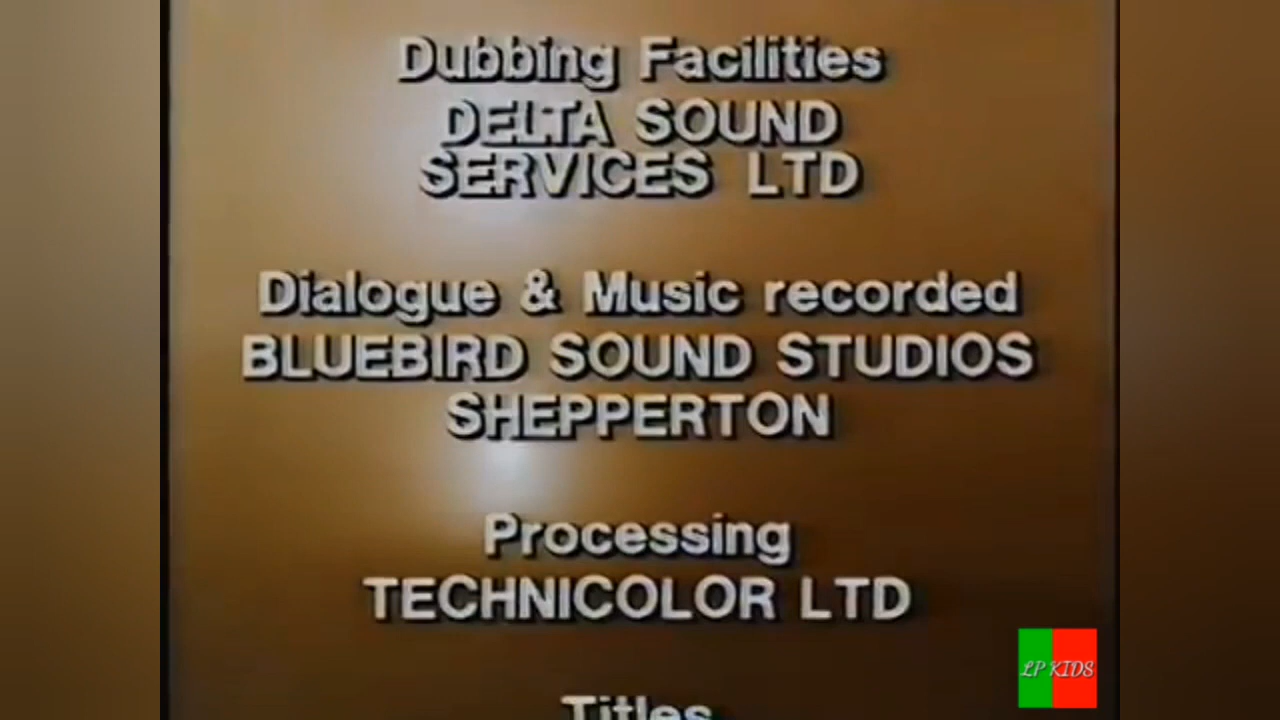 Dubbing Facilities
DELTA SOUND
SERVICES LTD
Dialogue & Music recorded
BLUEBIRD SOUND STUDIOS
SHEPPERTON
Processing
TECHNICOLOR LTD
Titles
LP KIDS